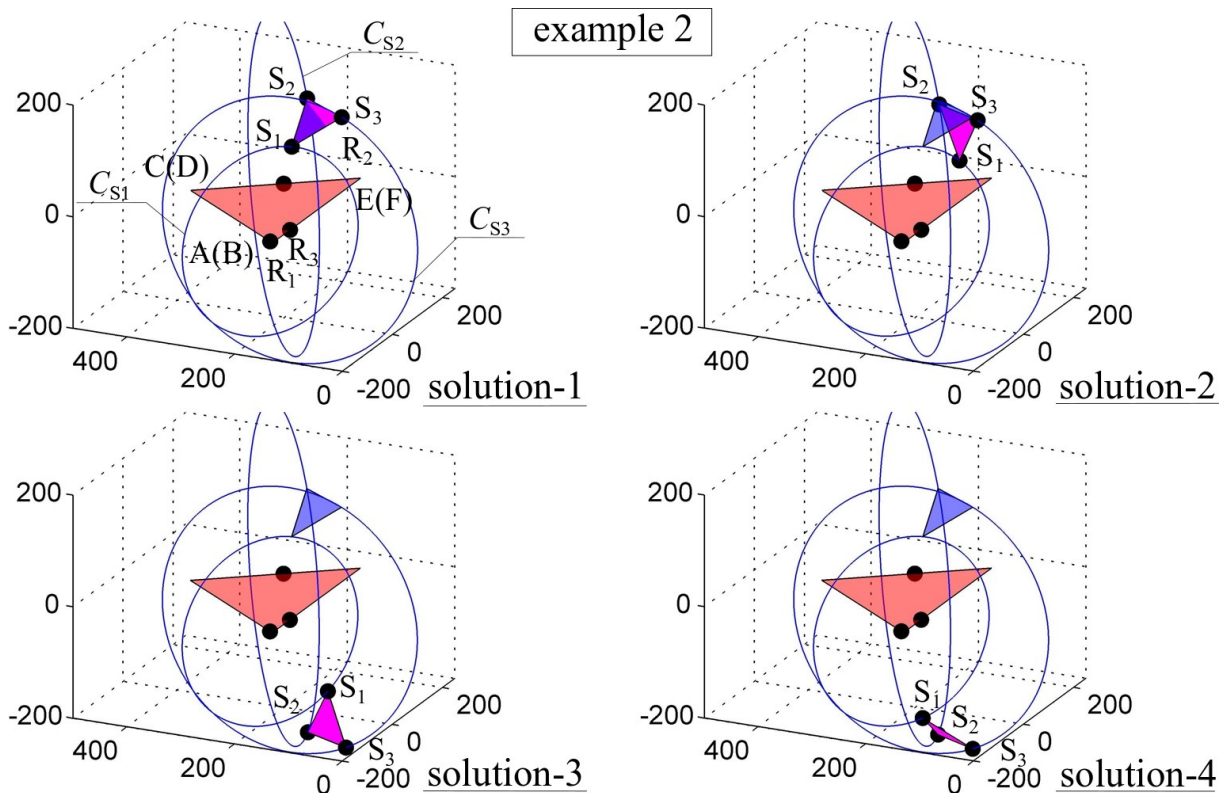 example 2
C_S2
S_2
S_3
S_1
R_2
C(D)
C_S1
E(F)
C_S3
A(B)
R_3
R_1
200
0
-200
400
200
0
-200
0
200
solution-1
S_2
S_3
S_1
200
0
-200
400
200
0
-200
0
200
solution-2
S_1
S_2
S_3
200
0
-200
400
200
0
-200
0
200
solution-3
S_1
S_2
S_3
200
0
-200
400
200
0
-200
0
200
solution-4